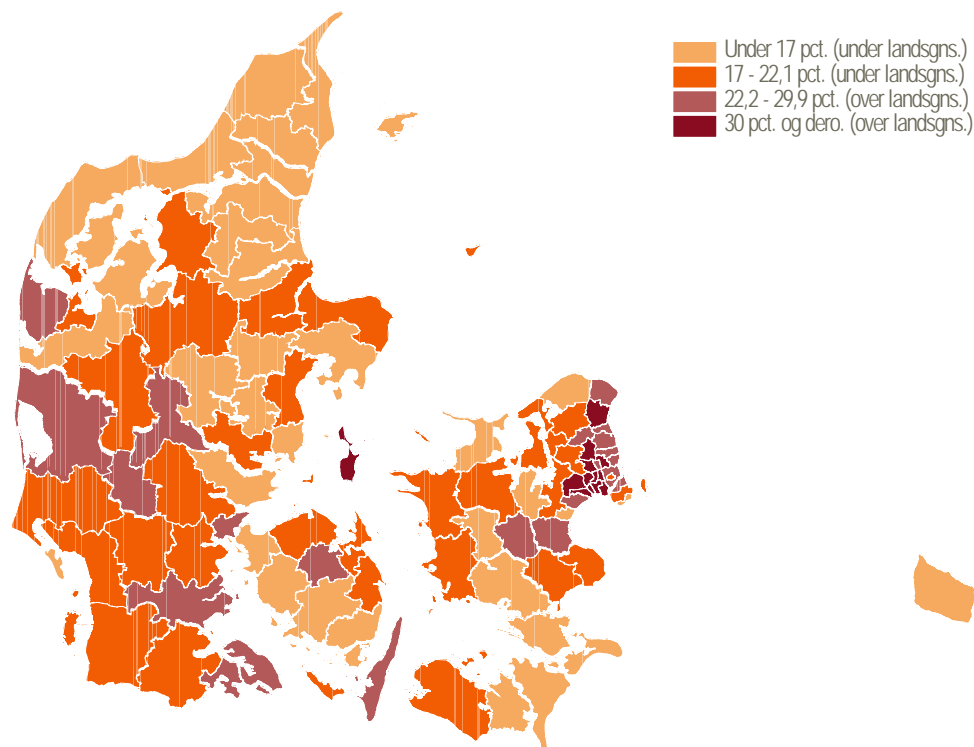 Under 17 pct. (under landsgns.)
17 - 22,1 pct. (under landsgns.)
22,2 - 29,9 pct. (over landsgns.)
30 pct. og dero. (over landsgns.)